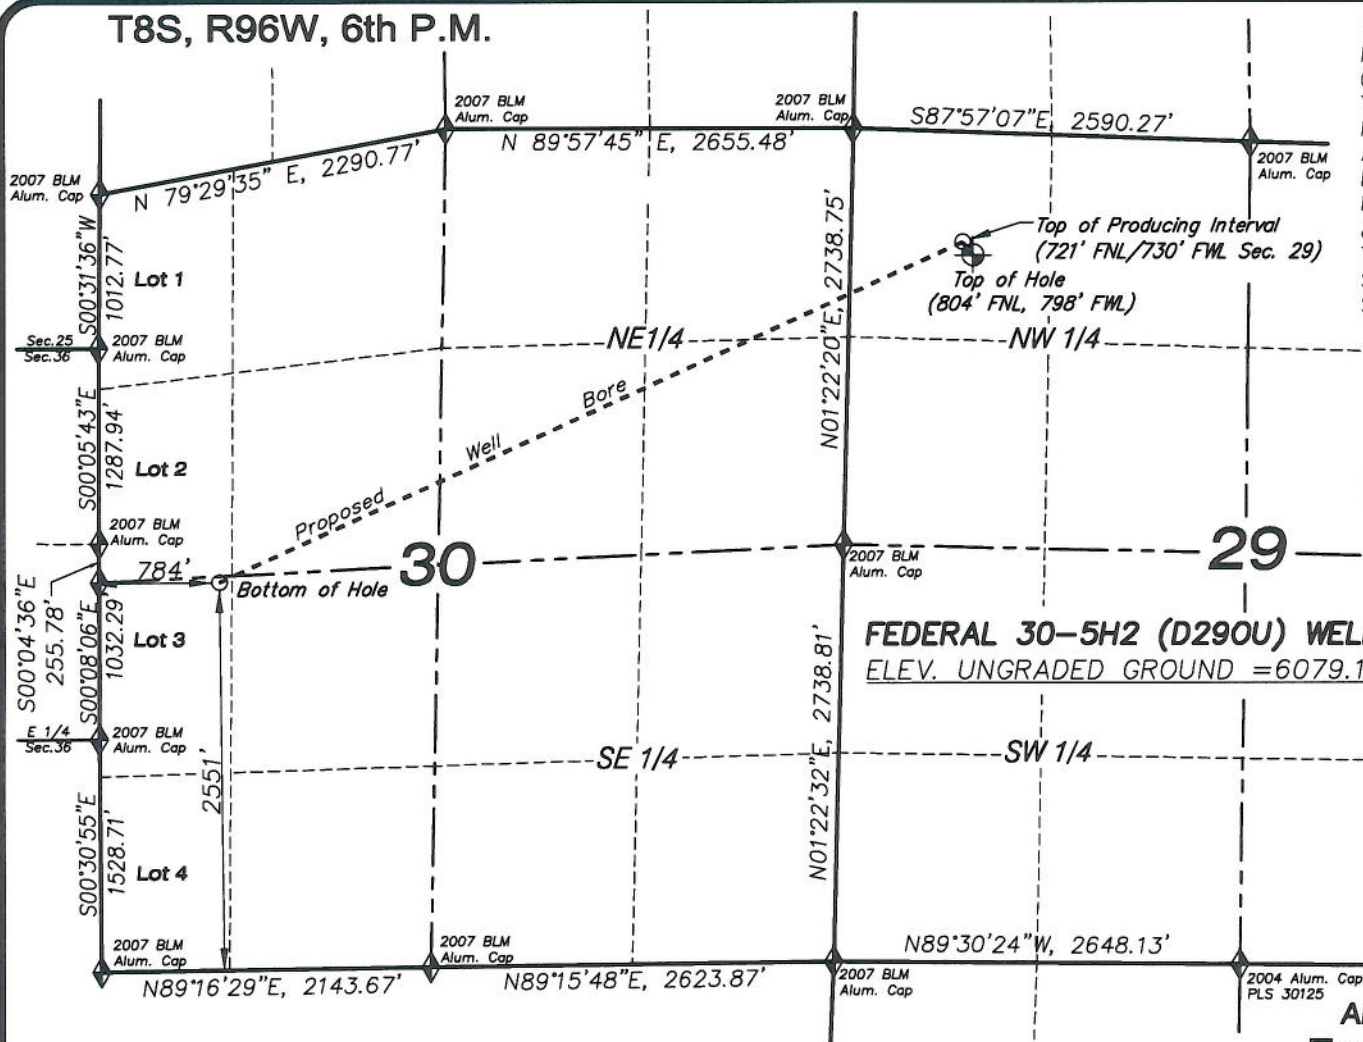 T8S, R96W, 6th P.M.
2007 BLM
Alum. Cap
2007 BLM
Alum. Cap
S87°57'07"E, 2590.27'
N 89°57'45" E, 2655.48'
2007 BLM
Alum. Cap
N 79°29'35" E, 2290.77'
2007 BLM
Alum. Cap
S00°31'36"W
1012.77'
Lot 1
N01°22'20"E, 2738.75'
Top of Producing Interval
(721' FNL/730' FWL Sec. 29)
Top of Hole
(804' FNL, 798' FWL)
Sec.25
Sec.36
2007 BLM
Alum. Cap
NE1/4
NW 1/4
S00°05'43"E
1287.94'
Lot 2
Proposed Well Bore
2007 BLM
Alum. Cap
784'
30
29
2007 BLM
Alum. Cap
Bottom of Hole
S00°04'36"E
255.78'
S00°08'06"E
1032.29'
Lot 3
FEDERAL 30-5H2 (D29OU) WEL
ELEV. UNGRADED GROUND =6079.1
N01°22'32"E, 2738.81'
E 1/4
Sec.36
2007 BLM
Alum. Cap
2551'
SE 1/4
SW 1/4
S00°30'55"E
1528.71'
Lot 4
2007 BLM
Alum. Cap
2007 BLM
Alum. Cap
N89°30'24"W, 2648.13'
N89°16'29"E, 2143.67'
N89°15'48"E, 2623.87'
2007 BLM
Alum. Cap
2004 Alum. Cap
PLS 30125